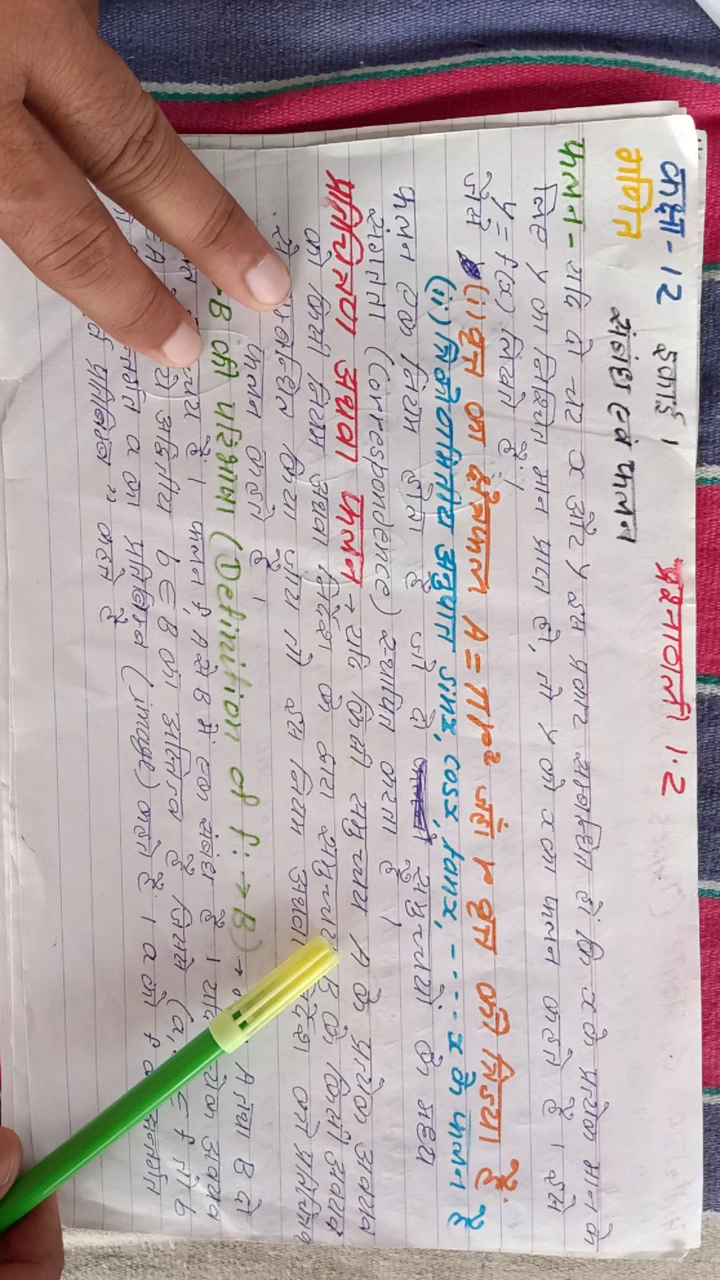 कक्षा-12 इकाई 1 प्रश्नावली 1.2
गणित संबंध एवं फलन
फलन- यदि दो चर x और y इस प्रकार सम्बन्धित हों कि x के प्रत्येक मान के
लिए y का निश्चित मान प्राप्त हो, तो y को x का फलन कहते हैं। इसे
y = f(x) लिखते हैं।
जैसे (i) वृत्त का क्षेत्रफल A = πr² जहाँ r वृत्त की त्रिज्या है
(ii) त्रिकोणमितीय अनुपात sinx, cosx, tanx, ---- x के फलन हैं
फलन एक नियम होता है जो दो समुच्चयों के मध्य
संगतता (Correspondence) स्थापित करता है।
प्रतिचित्रण अथवा फलन → यदि किसी समुच्चय A के प्रत्येक अवयव
को किसी नियम अथवा निर्देश के द्वारा समुच्चय B के किसी अवयव
से किया जाय तो इस नियम अथवा को
फलन कहते हैं।
B की परिभाषा (Definition of f: → B) → A तथा B दो
हैं। फलन f, A से B में एक संबंध है। अवयव
अद्वितीय b ∈ B का अस्तित्व है जिससे (a, ∈ f तो b
a का प्रतिबिम्ब (image) कहते हैं। a को f
प्रतिबिम्ब" कहते हैं